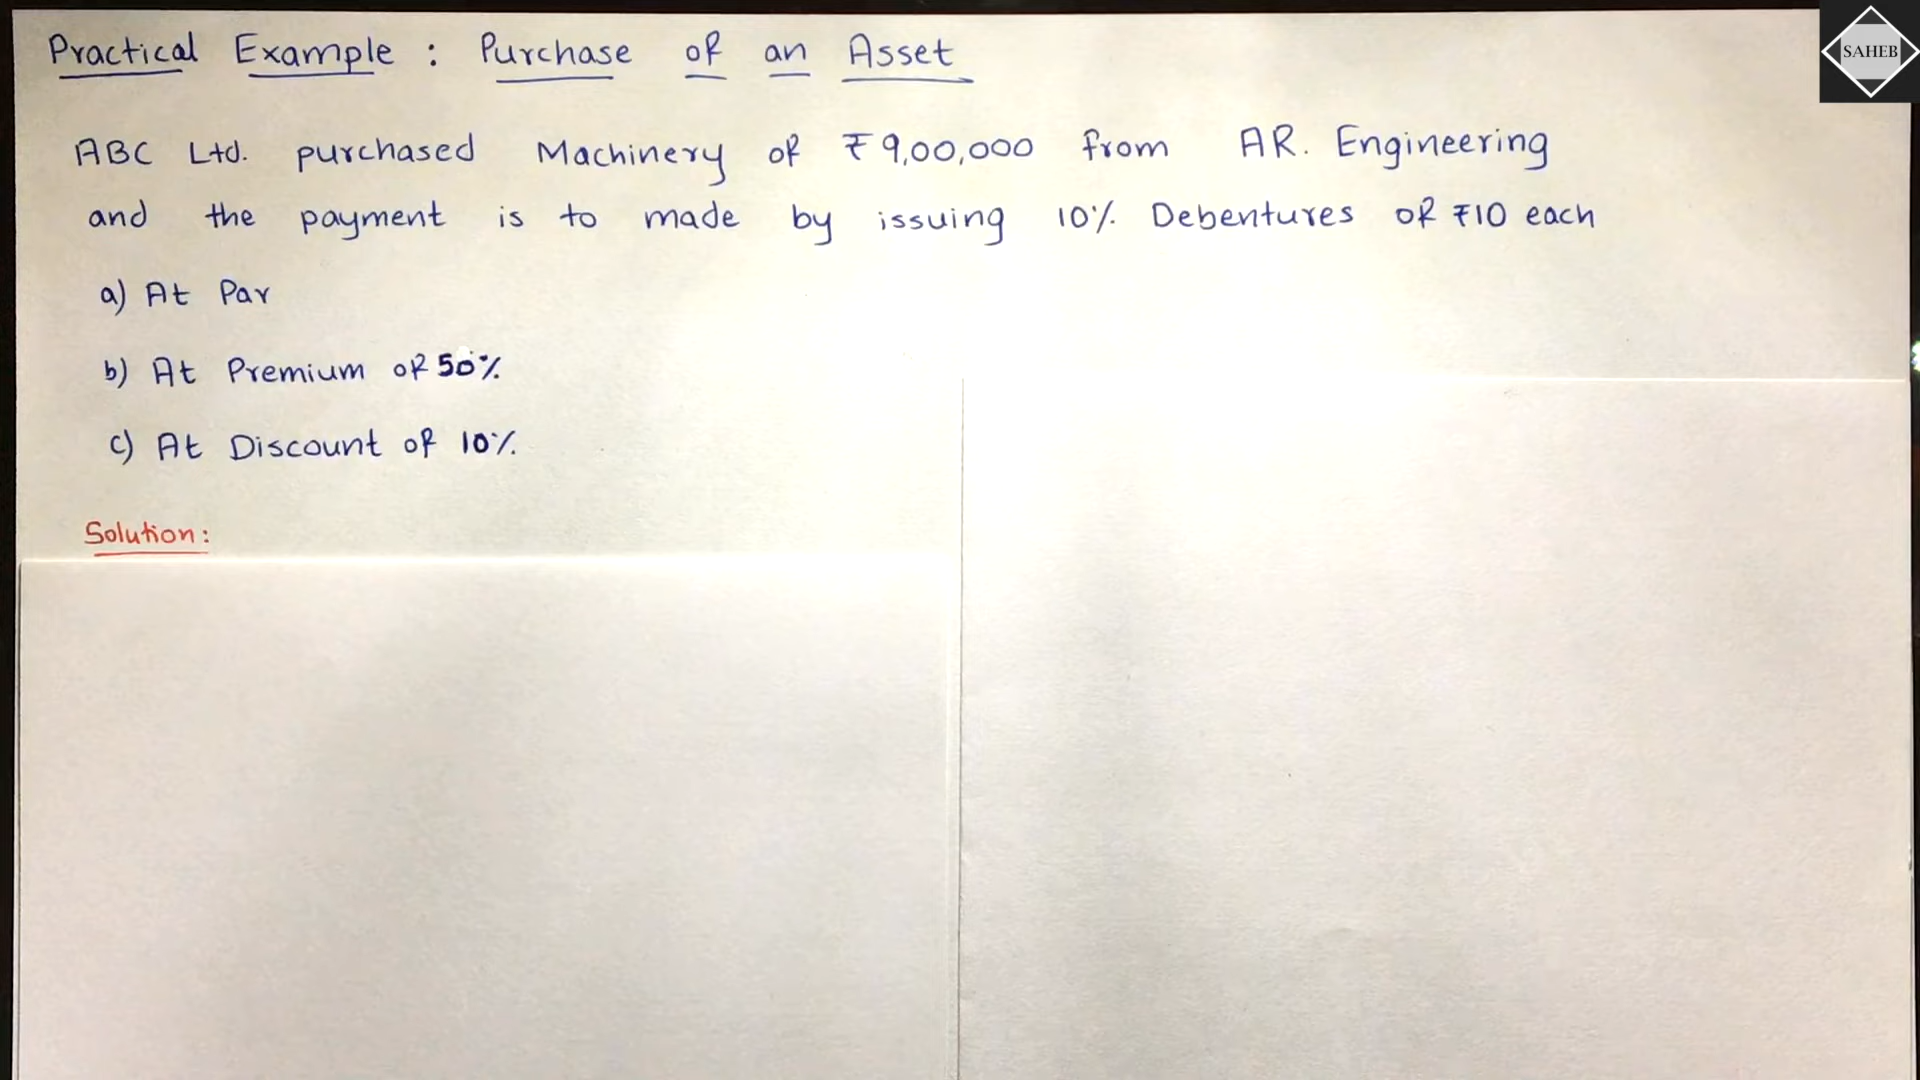 Practical Example : Purchase of an Asset
SAHEB
ABC Ltd. purchased Machinery of ₹9,00,000 from AR. Engineering
and the payment is to made by issuing 10% Debentures of ₹10 each
a) At Par
b) At Premium of 50%
c) At Discount of 10%
Solution: